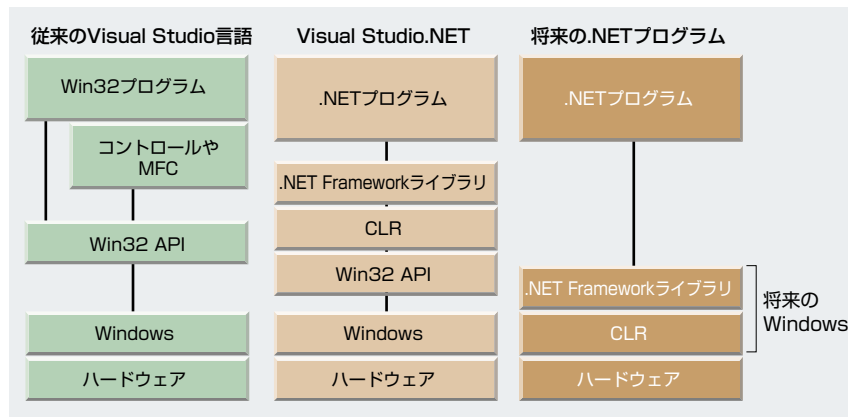 従来のVisual Studio言語
Win32プログラム
コントロールや
MFC
Win32 API
Windows
ハードウェア
Visual Studio.NET
.NETプログラム
.NET Frameworkライブラリ
CLR
Win32 API
Windows
ハードウェア
将来の.NETプログラム
.NETプログラム
.NET Frameworkライブラリ
CLR
ハードウェア
将来の
Windows